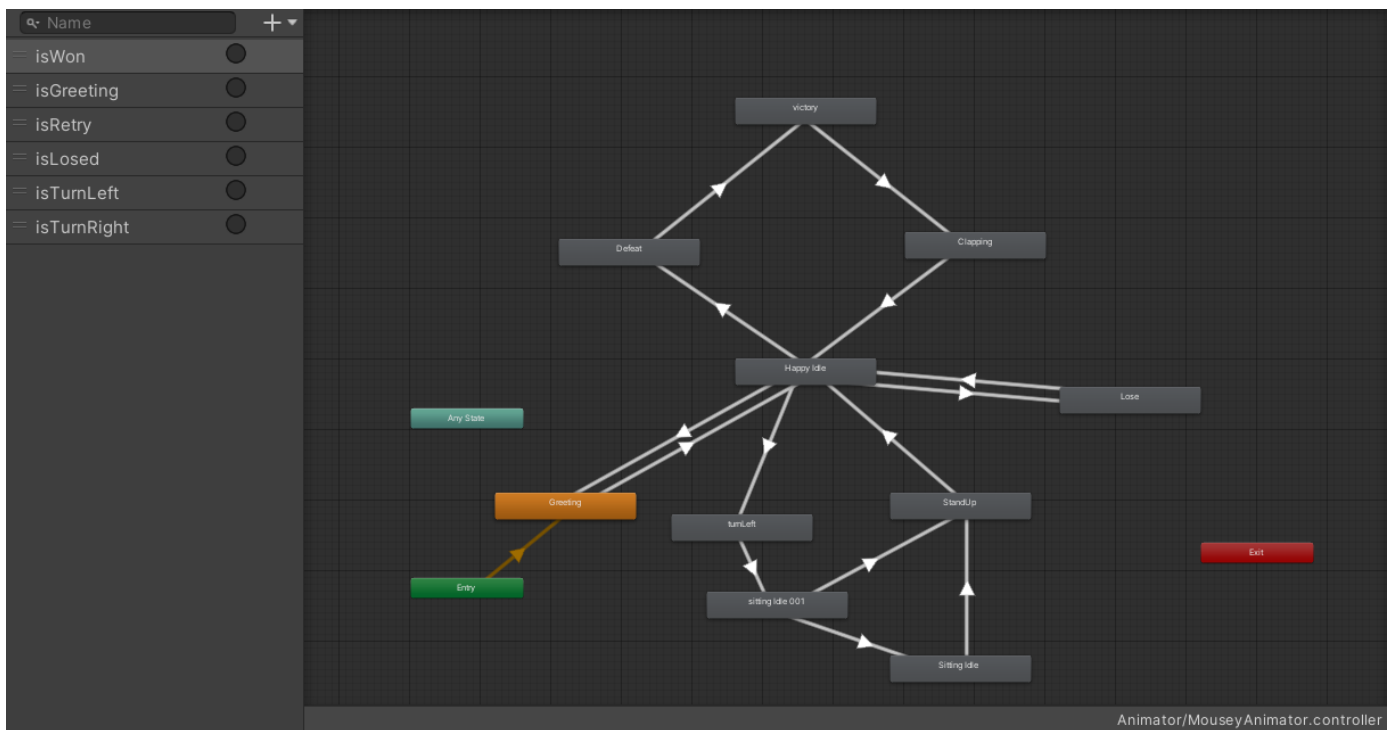 Name
isWon
isGreeting
isRetry
isLosed
isTurnLeft
isTurnRight
victory
Defeat
Clapping
Happy Idle
Lose
Any State
Greeting
StandUp
turnLeft
Exit
Entry
sitting Idle 001
Sitting Idle
Animator/MouseyAnimator.controller